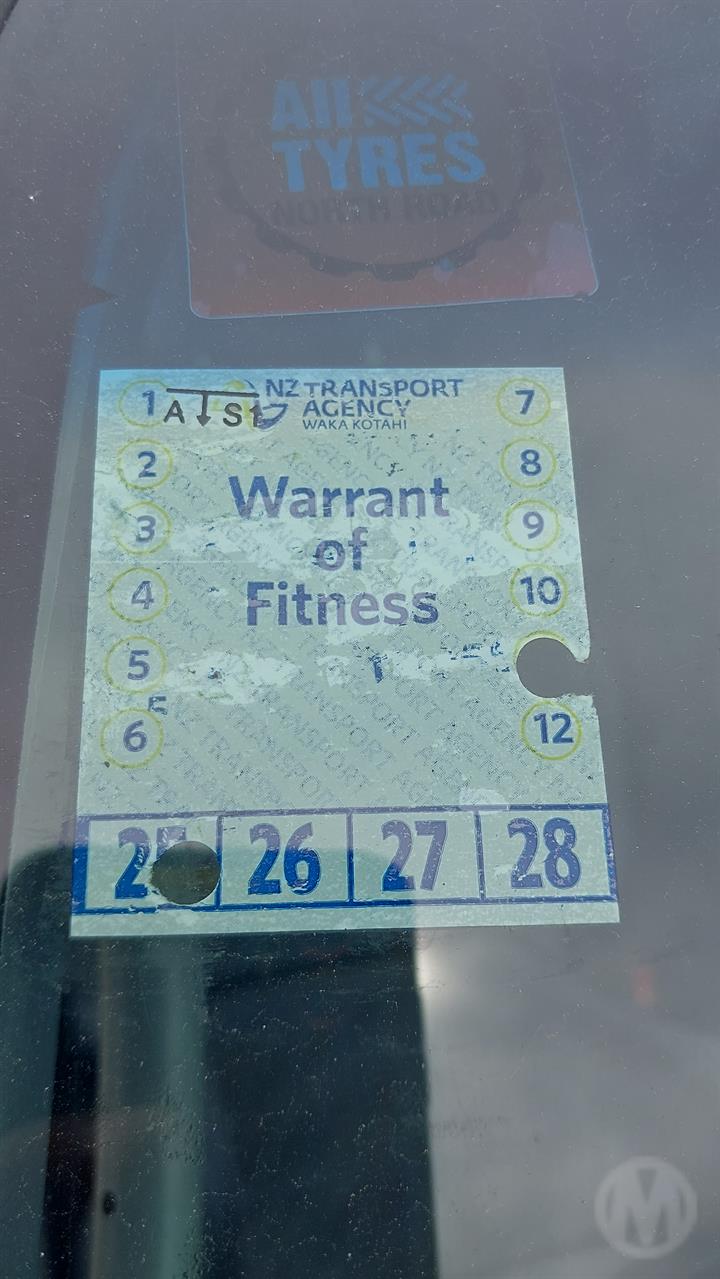 All
TYRES
NORTH ROAD
NZ TRANSPORT
AGENCY
WAKA KOTAHI
A S1
Warrant
of
Fitness
1
2
3
4
5
6
7
8
9
10
12
26 27 28
M